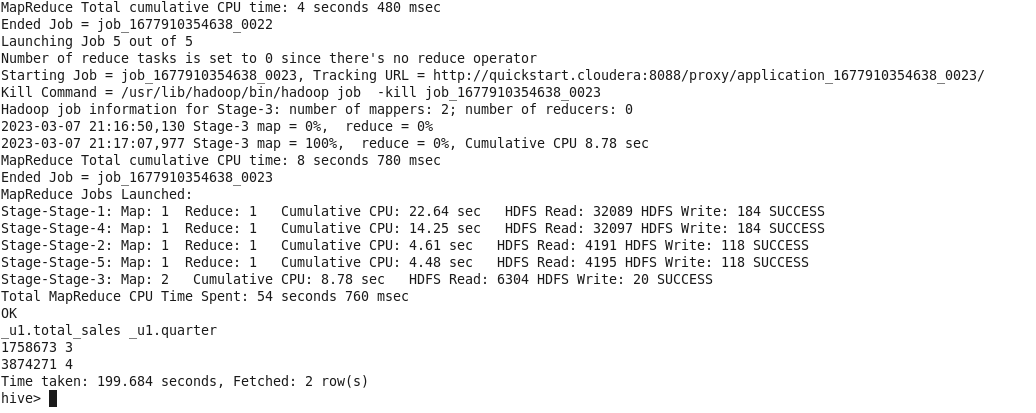 MapReduce Total cumulative CPU time: 4 seconds 480 msec
Ended Job = job_1677910354638_0022
Launching Job 5 out of 5
Number of reduce tasks is set to 0 since there's no reduce operator
Starting Job = job_1677910354638_0023, Tracking URL = http://quickstart.cloudera:8088/proxy/application_1677910354638_0023/
Kill Command = /usr/lib/hadoop/bin/hadoop job  -kill job_1677910354638_0023
Hadoop job information for Stage-3: number of mappers: 2; number of reducers: 0
2023-03-07 21:16:50,130 Stage-3 map = 0%,  reduce = 0%
2023-03-07 21:17:07,977 Stage-3 map = 100%,  reduce = 0%, Cumulative CPU 8.78 sec
MapReduce Total cumulative CPU time: 8 seconds 780 msec
Ended Job = job_1677910354638_0023
MapReduce Jobs Launched:
Stage-Stage-1: Map: 1  Reduce: 1   Cumulative CPU: 22.64 sec   HDFS Read: 32089 HDFS Write: 184 SUCCESS
Stage-Stage-4: Map: 1  Reduce: 1   Cumulative CPU: 14.25 sec   HDFS Read: 32097 HDFS Write: 184 SUCCESS
Stage-Stage-2: Map: 1  Reduce: 1   Cumulative CPU: 4.61 sec   HDFS Read: 4191 HDFS Write: 118 SUCCESS
Stage-Stage-5: Map: 1  Reduce: 1   Cumulative CPU: 4.48 sec   HDFS Read: 4195 HDFS Write: 118 SUCCESS
Stage-Stage-3: Map: 2   Cumulative CPU: 8.78 sec   HDFS Read: 6304 HDFS Write: 20 SUCCESS
Total MapReduce CPU Time Spent: 54 seconds 760 msec
OK
_u1.total_sales _u1.quarter
1758673 3
3874271 4
Time taken: 199.684 seconds, Fetched: 2 row(s)
hive>